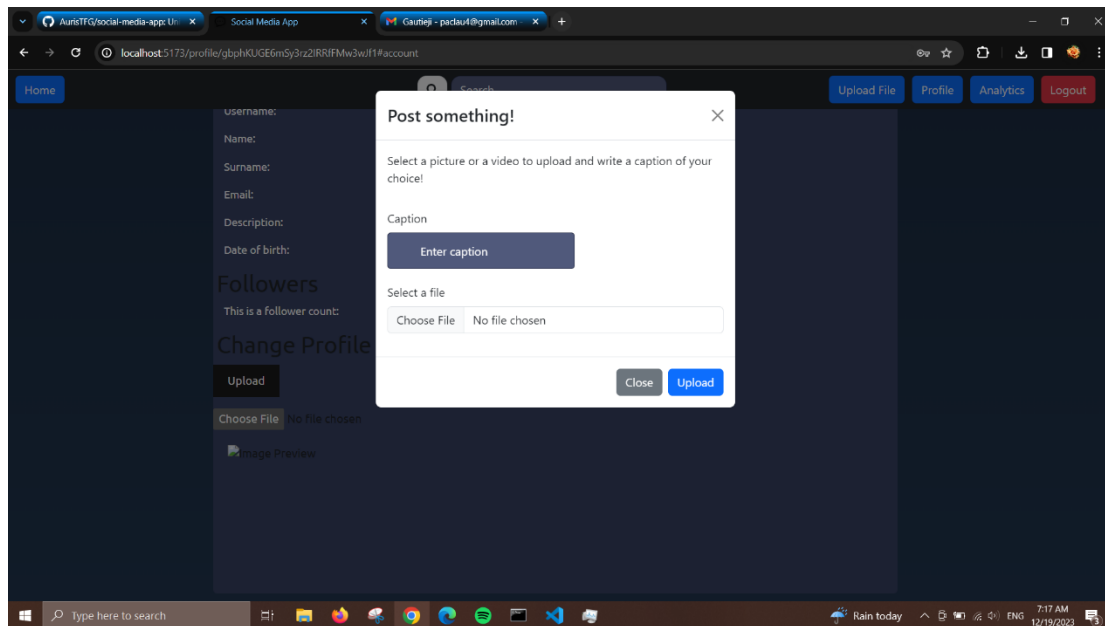 AurisTFG/social-media-app: Un
Social Media App
Gautieji - paclau4@gmail.com -
localhost:5173/profile/gbphKUGE6mSy3rz2IRRfFMw3wJf1#account
Home
Search
Upload File
Profile
Analytics
Logout
Username:
Name:
Surname:
Email:
Description:
Date of birth:
Followers
This is a follower count:
Change Profile
Upload
Choose File No file chosen
Image Preview
Post something!
Select a picture or a video to upload and write a caption of your
choice!
Caption
Enter caption
Select a file
Choose File No file chosen
Close
Upload
Type here to search
Rain today
ENG
7:17 AM
12/19/2023